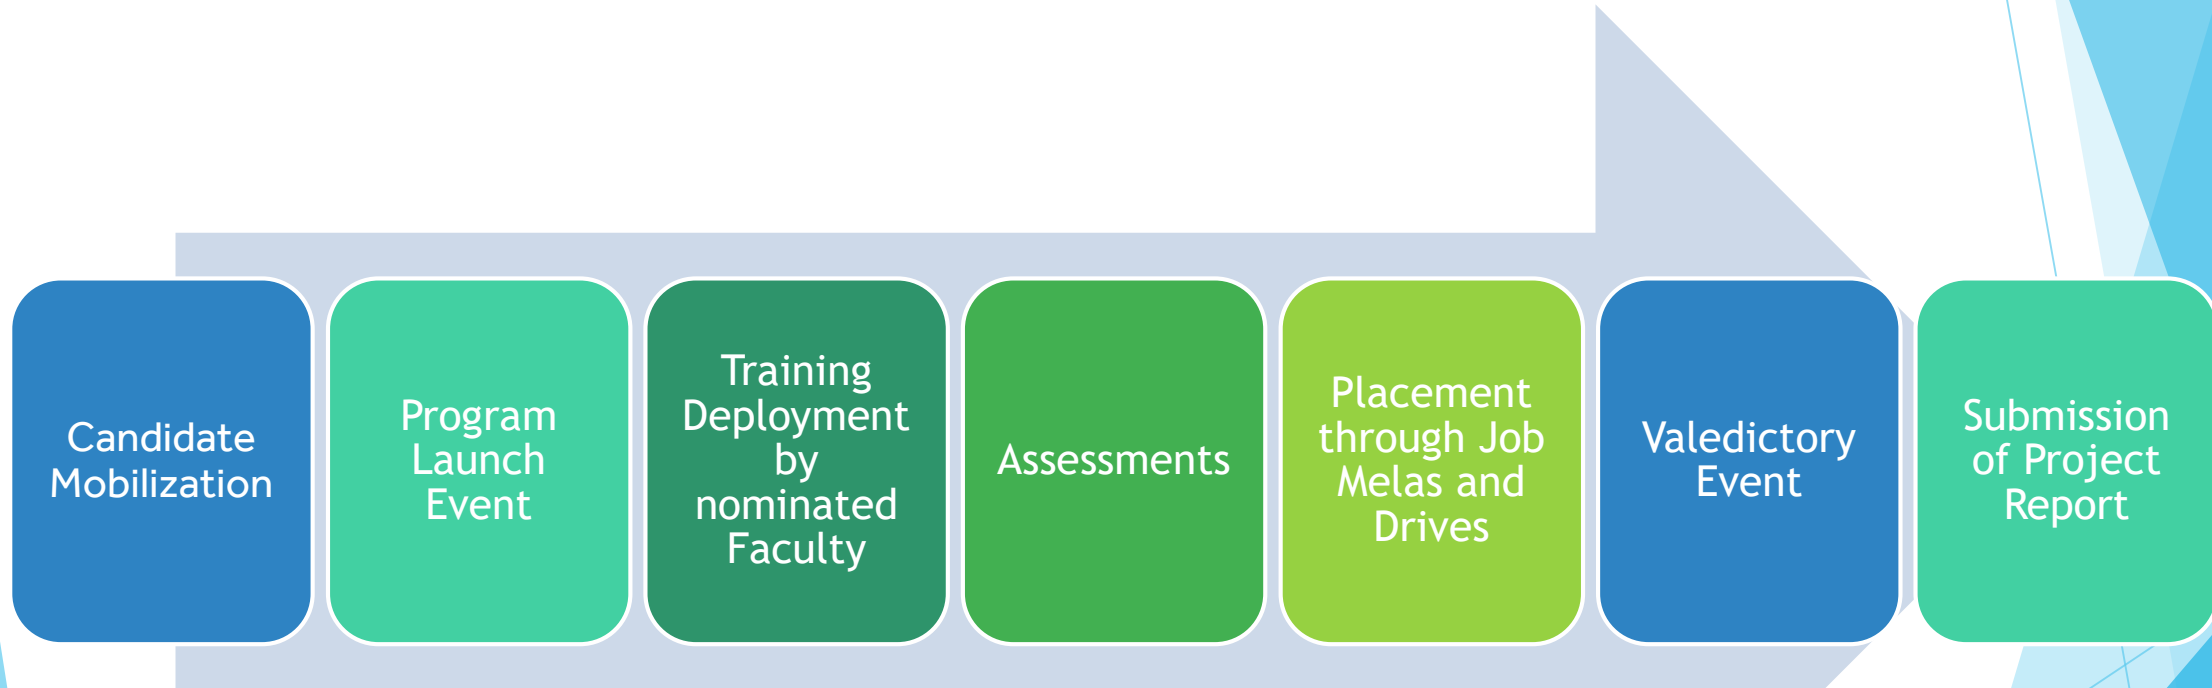 Candidate
Mobilization
Program
Launch
Event
Training
Deployment
by
nominated
Faculty
Assessments
Placement
through Job
Melas and
Drives
Valedictory
Event
Submission
of Project
Report